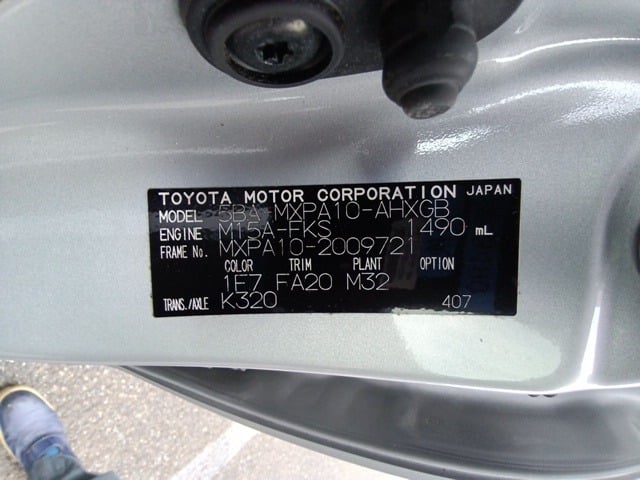 TOYOTA MOTOR CORPORATION JAPAN
MODEL 5BA-MXPA10-AHXGB
ENGINE M15A-FKS 1490 mL
FRAME No. MXPA10-2009721
COLOR TRIM PLANT OPTION
1E7 FA20 M32
TRANS./AXLE K320 407